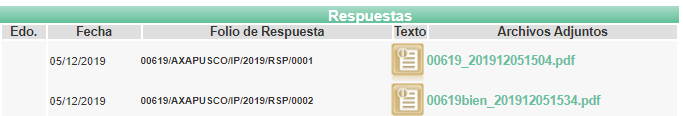 Respuestas
Edo. Fecha Folio de Respuesta Texto Archivos Adjuntos
05/12/2019 00619/AXAPUSCO/IP/2019/RSP/0001 00619_201912051504.pdf
05/12/2019 00619/AXAPUSCO/IP/2019/RSP/0002 00619bien_201912051534.pdf